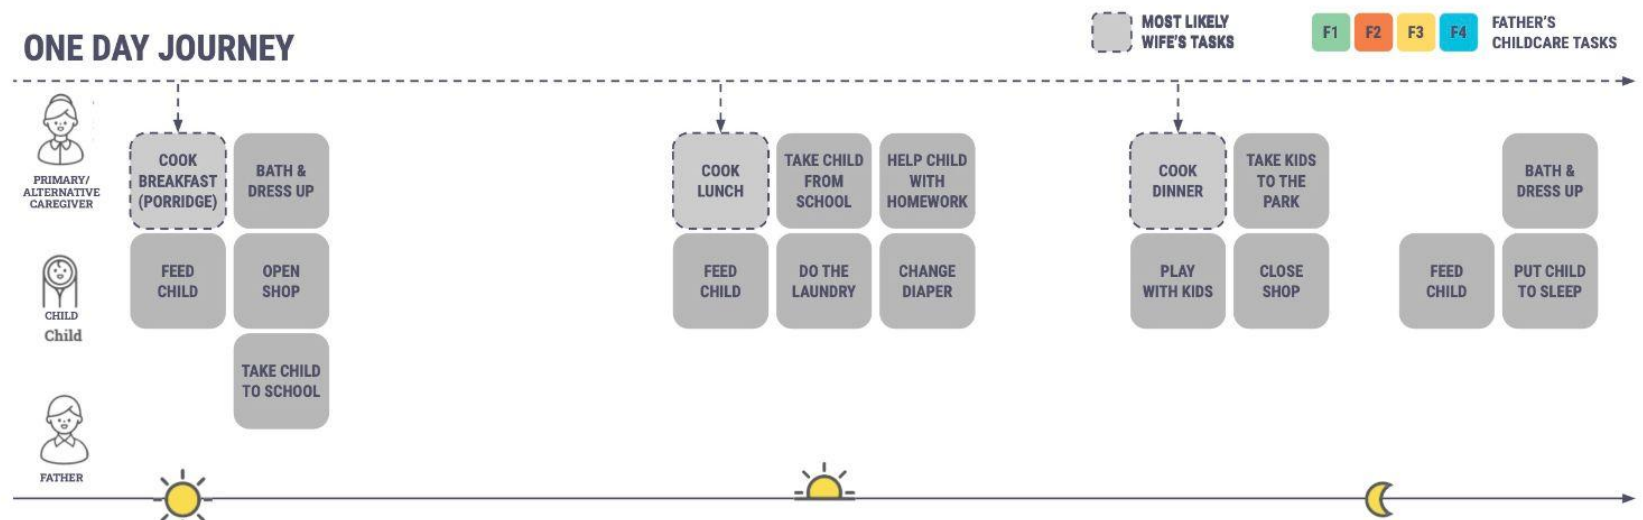 ONE DAY JOURNEY
MOST LIKELY
WIFE'S TASKS
F1 F2 F3 F4
FATHER'S
CHILDCARE TASKS
PRIMARY/
ALTERNATIVE
CAREGIVER
COOK
BREAKFAST
(PORRIDGE)
BATH &
DRESS UP
COOK
LUNCH
TAKE CHILD
FROM
SCHOOL
HELP CHILD
WITH
HOMEWORK
COOK
DINNER
TAKE KIDS
TO THE
PARK
BATH &
DRESS UP
CHILD
Child
FEED
CHILD
OPEN
SHOP
FEED
CHILD
DO THE
LAUNDRY
CHANGE
DIAPER
PLAY
WITH KIDS
CLOSE
SHOP
FEED
CHILD
PUT CHILD
TO SLEEP
TAKE CHILD
TO SCHOOL
FATHER